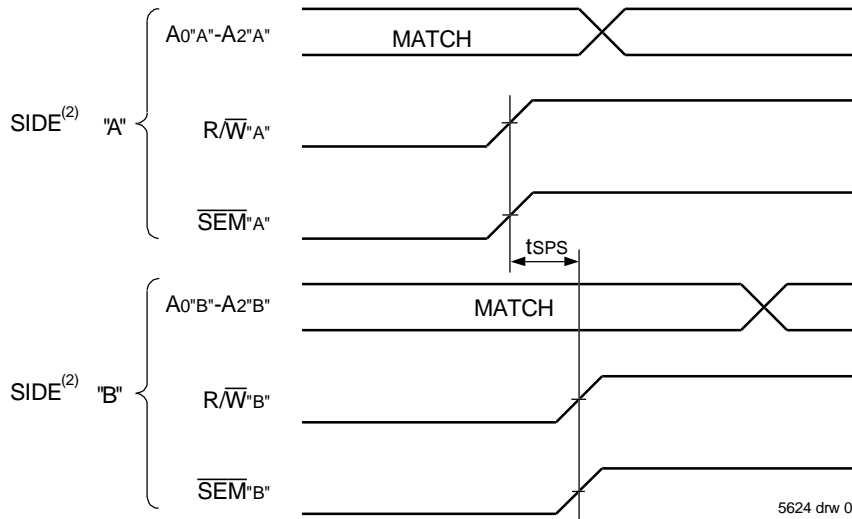 A0"A"-A2"A"
MATCH
SIDE(2) "A"
R/W"A"
SEM"A"
tSPS
A0"B"-A2"B"
MATCH
SIDE(2) "B"
R/W"B"
SEM"B"
5624 drw 0